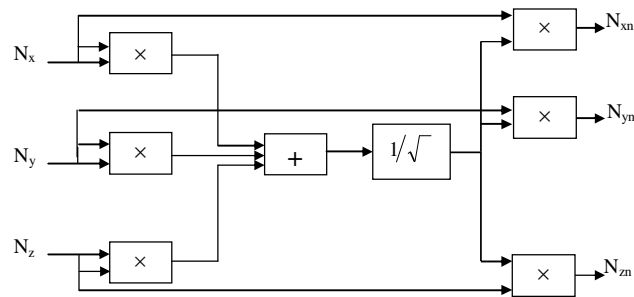 N_x × × N_xn
N_y × + 1/√ × N_yn
N_z × × N_zn